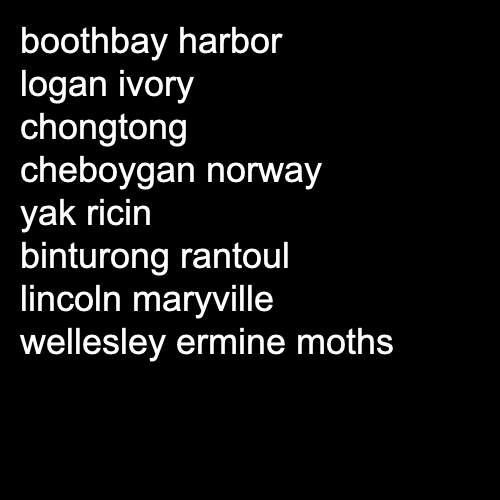 boothbay harbor
logan ivory
chongtong
cheboygan norway
yak ricin
binturong rantoul
lincoln maryville
wellesley ermine moths